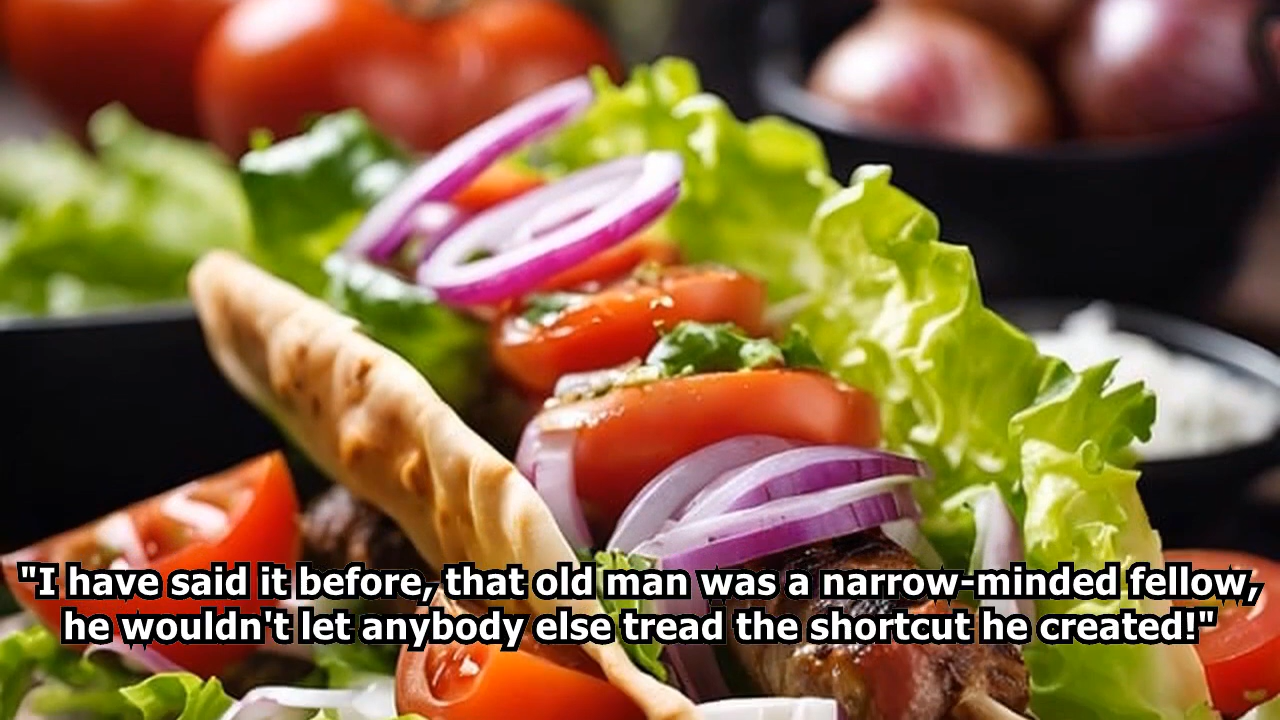 "I have said it before, that old man was a narrow-minded fellow,
he wouldn't let anybody else tread the shortcut he created!"